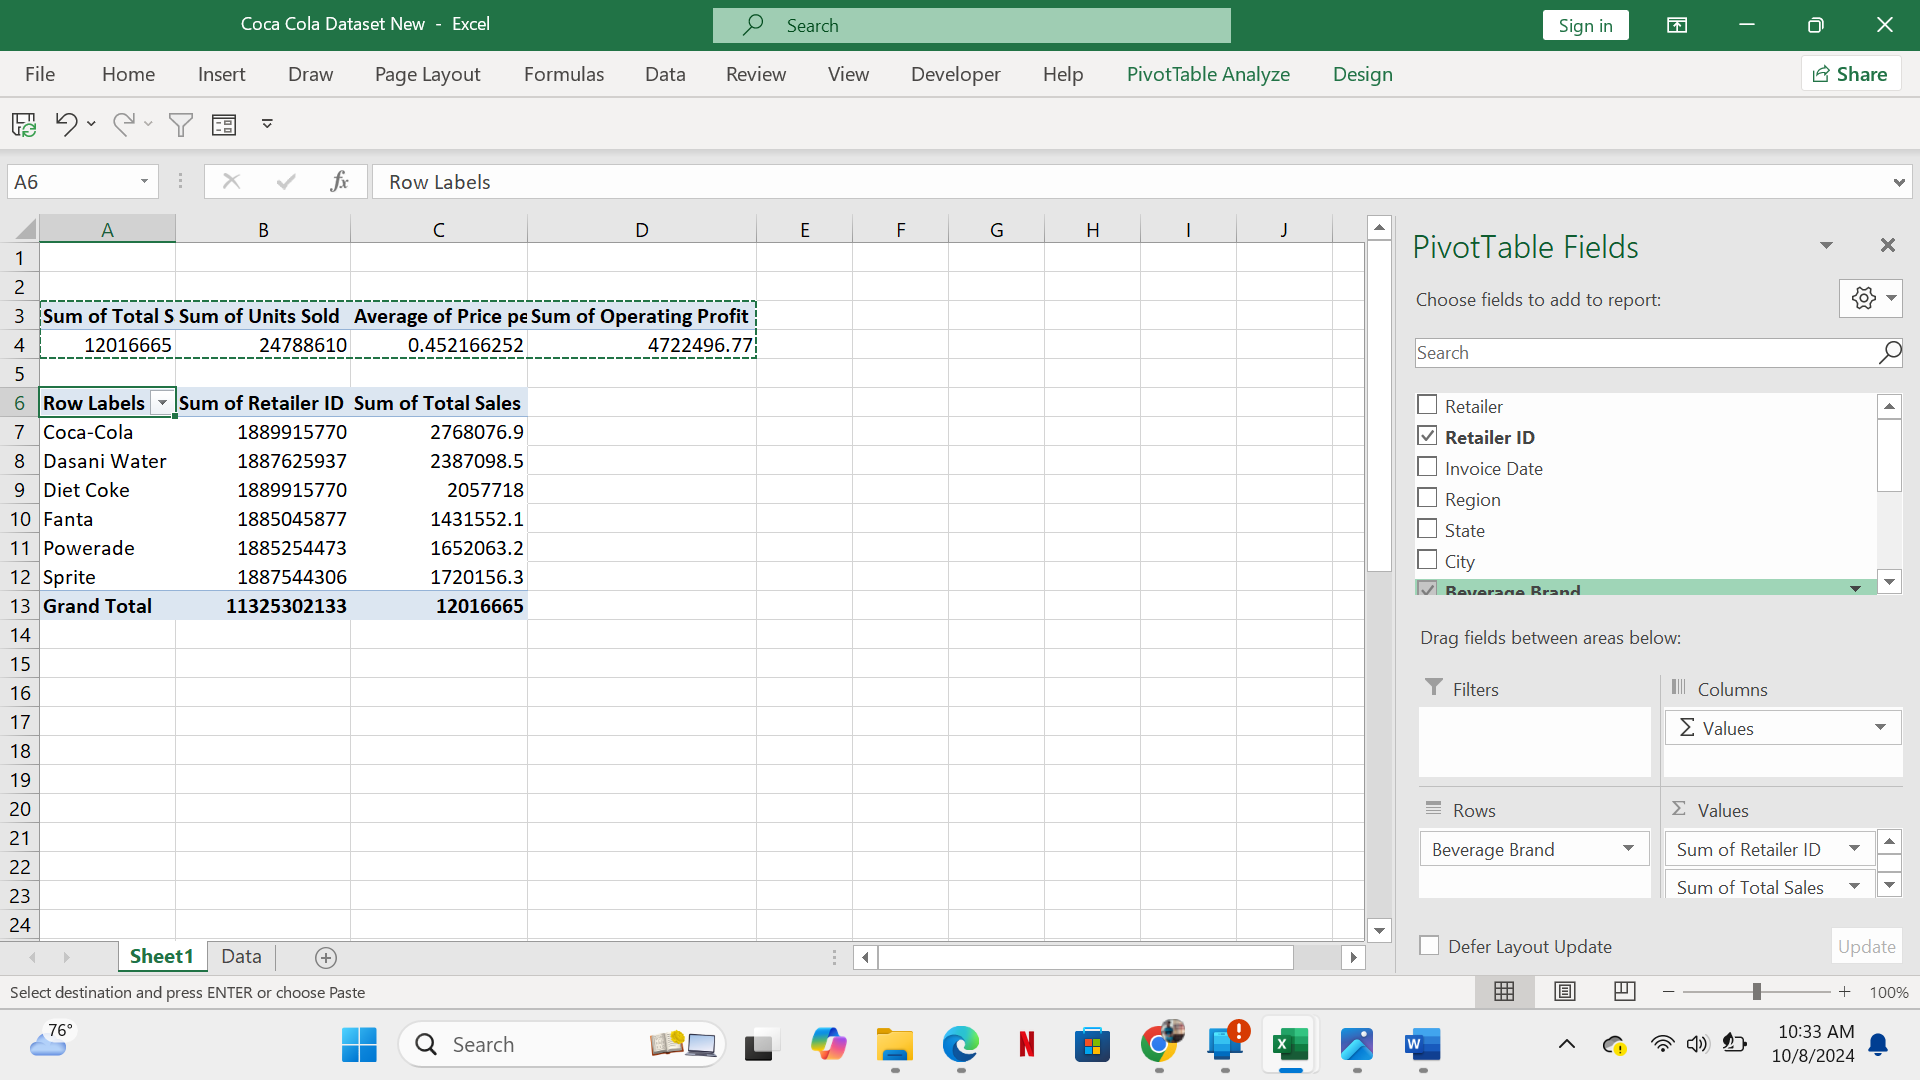 Coca Cola Dataset New - Excel
Search
Sign in
File Home Insert Draw Page Layout Formulas Data Review View Developer Help PivotTable Analyze Design
Share
A6
fx
Row Labels
A B C D E F G H I J
1
2
3 Sum of Total S Sum of Units Sold Average of Price pe Sum of Operating Profit
4 12016665 24788610 0.452166252 4722496.77
5
6 Row Labels Sum of Retailer ID Sum of Total Sales
7 Coca-Cola 1889915770 2768076.9
8 Dasani Water 1887625937 2387098.5
9 Diet Coke 1889915770 2057718
10 Fanta 1885045877 1431552.1
11 Powerade 1885254473 1652063.2
12 Sprite 1887544306 1720156.3
13 Grand Total 11325302133 12016665
14
15
16
17
18
19
20
21
22
23
24
PivotTable Fields
Choose fields to add to report:
Search
Retailer
Retailer ID
Invoice Date
Region
State
City
Beverage Brand
Drag fields between areas below:
Filters
Columns
Σ Values
Rows
Σ Values
Beverage Brand
Sum of Retailer ID
Sum of Total Sales
Defer Layout Update
Update
Sheet1 Data
Select destination and press ENTER or choose Paste
100%
76°
Search
10:33 AM
10/8/2024